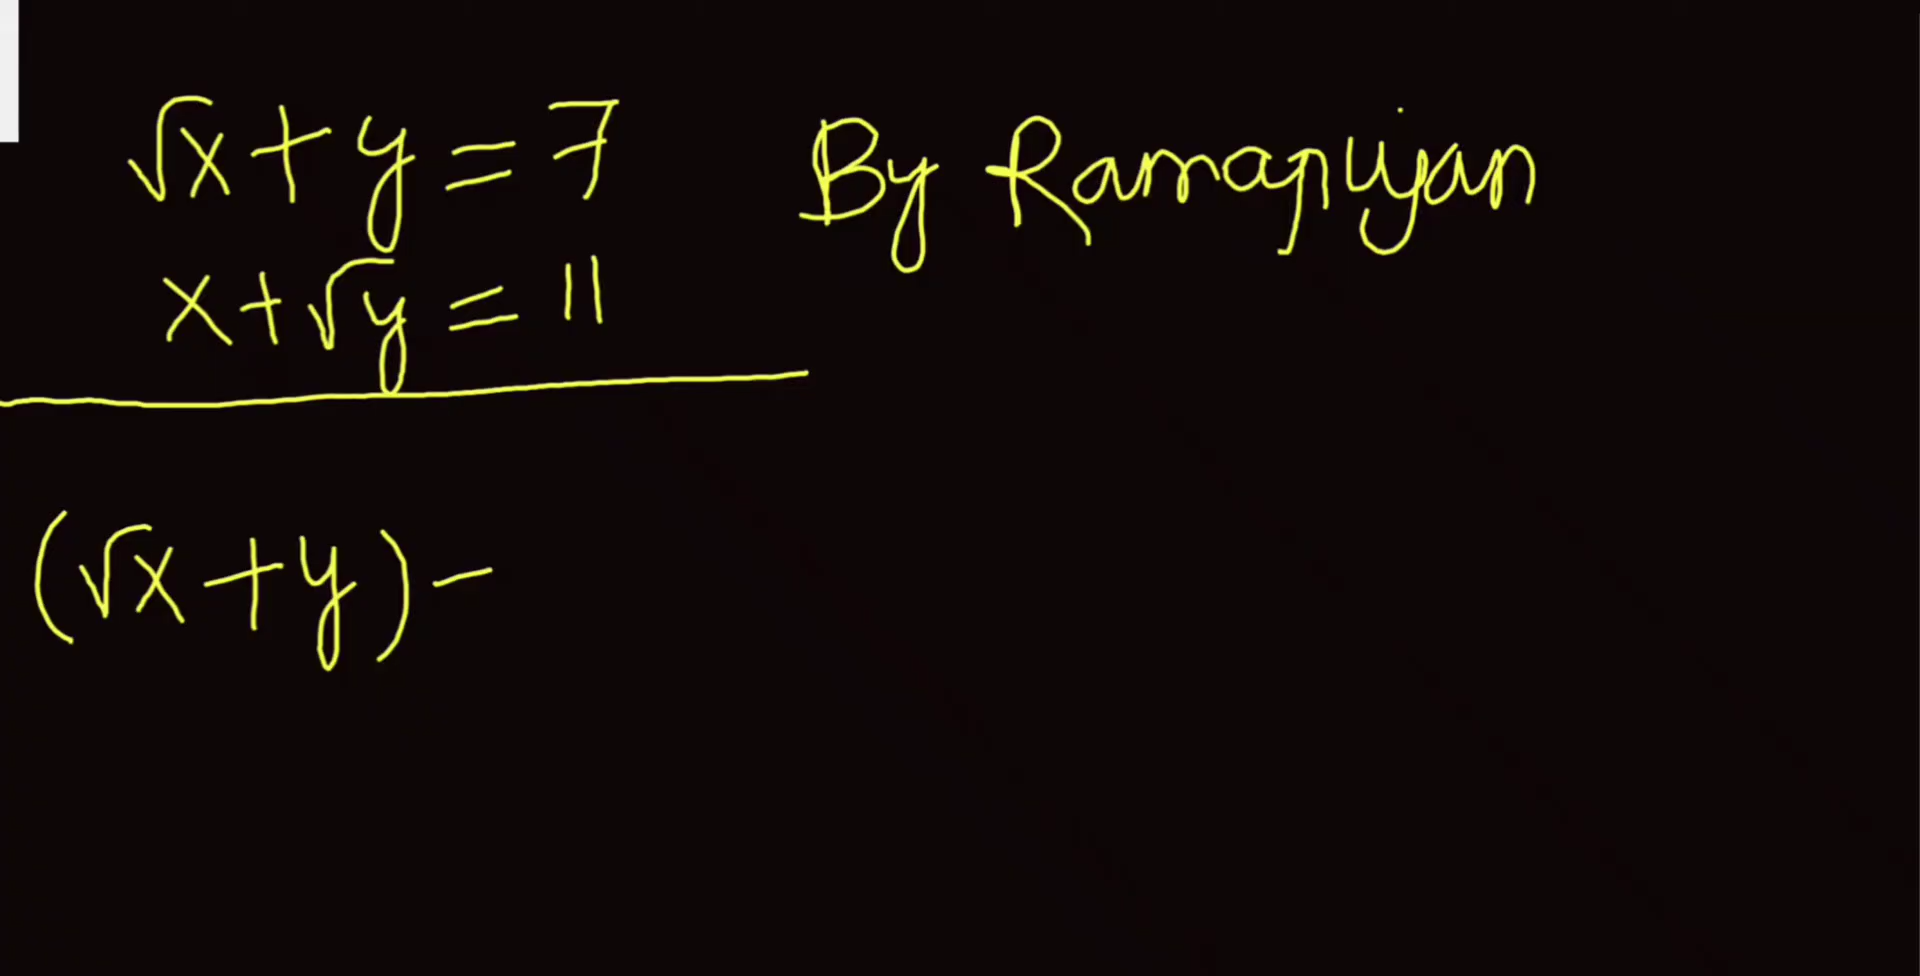 √x + y = 7 By Ramanujan
x + √y = 11
(√x + y) -